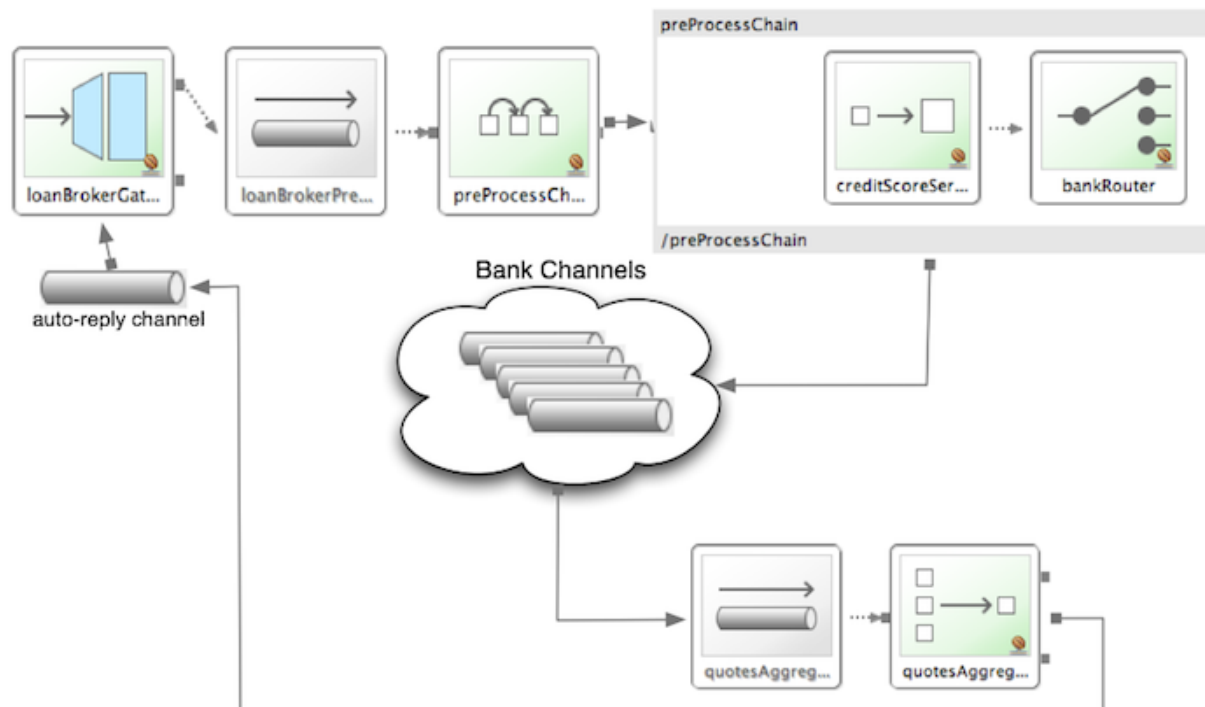 preProcessChain
loanBrokerGat...
loanBrokerPre...
preProcessCh...
creditScoreSer...
bankRouter
/preProcessChain
Bank Channels
auto-reply channel
quotesAggreg...
quotesAggreg...